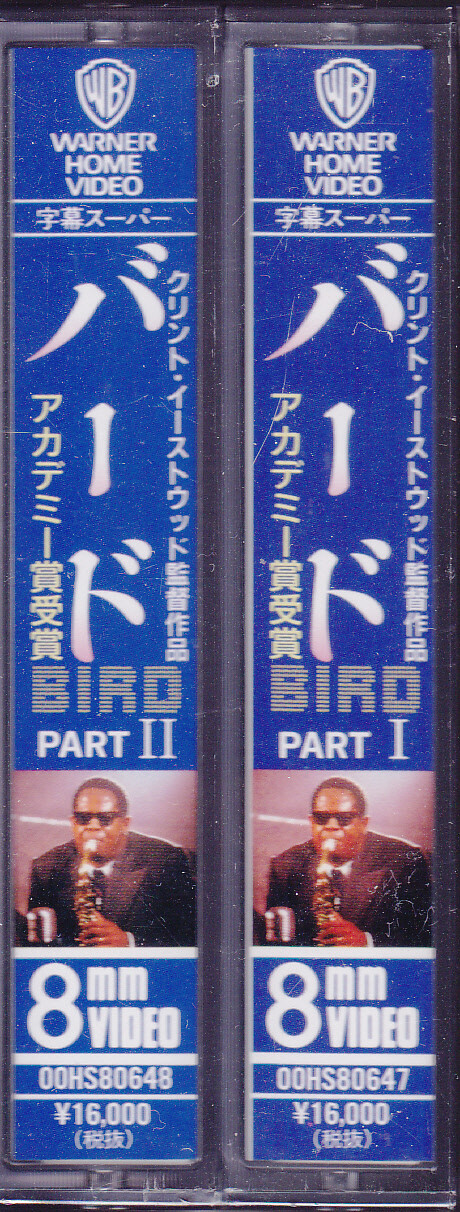 WB
WARNER
HOME
VIDEO
字幕スーパー
クリント・イーストウッド監督作品
バード
アカデミー賞受賞
BIRD
PART II
8mm
VIDEO
00HS80648
¥16,000
(税抜)
WB
WARNER
HOME
VIDEO
字幕スーパー
クリント・イーストウッド監督作品
バード
アカデミー賞受賞
BIRD
PART I
8mm
VIDEO
00HS80647
¥16,000
(税抜)